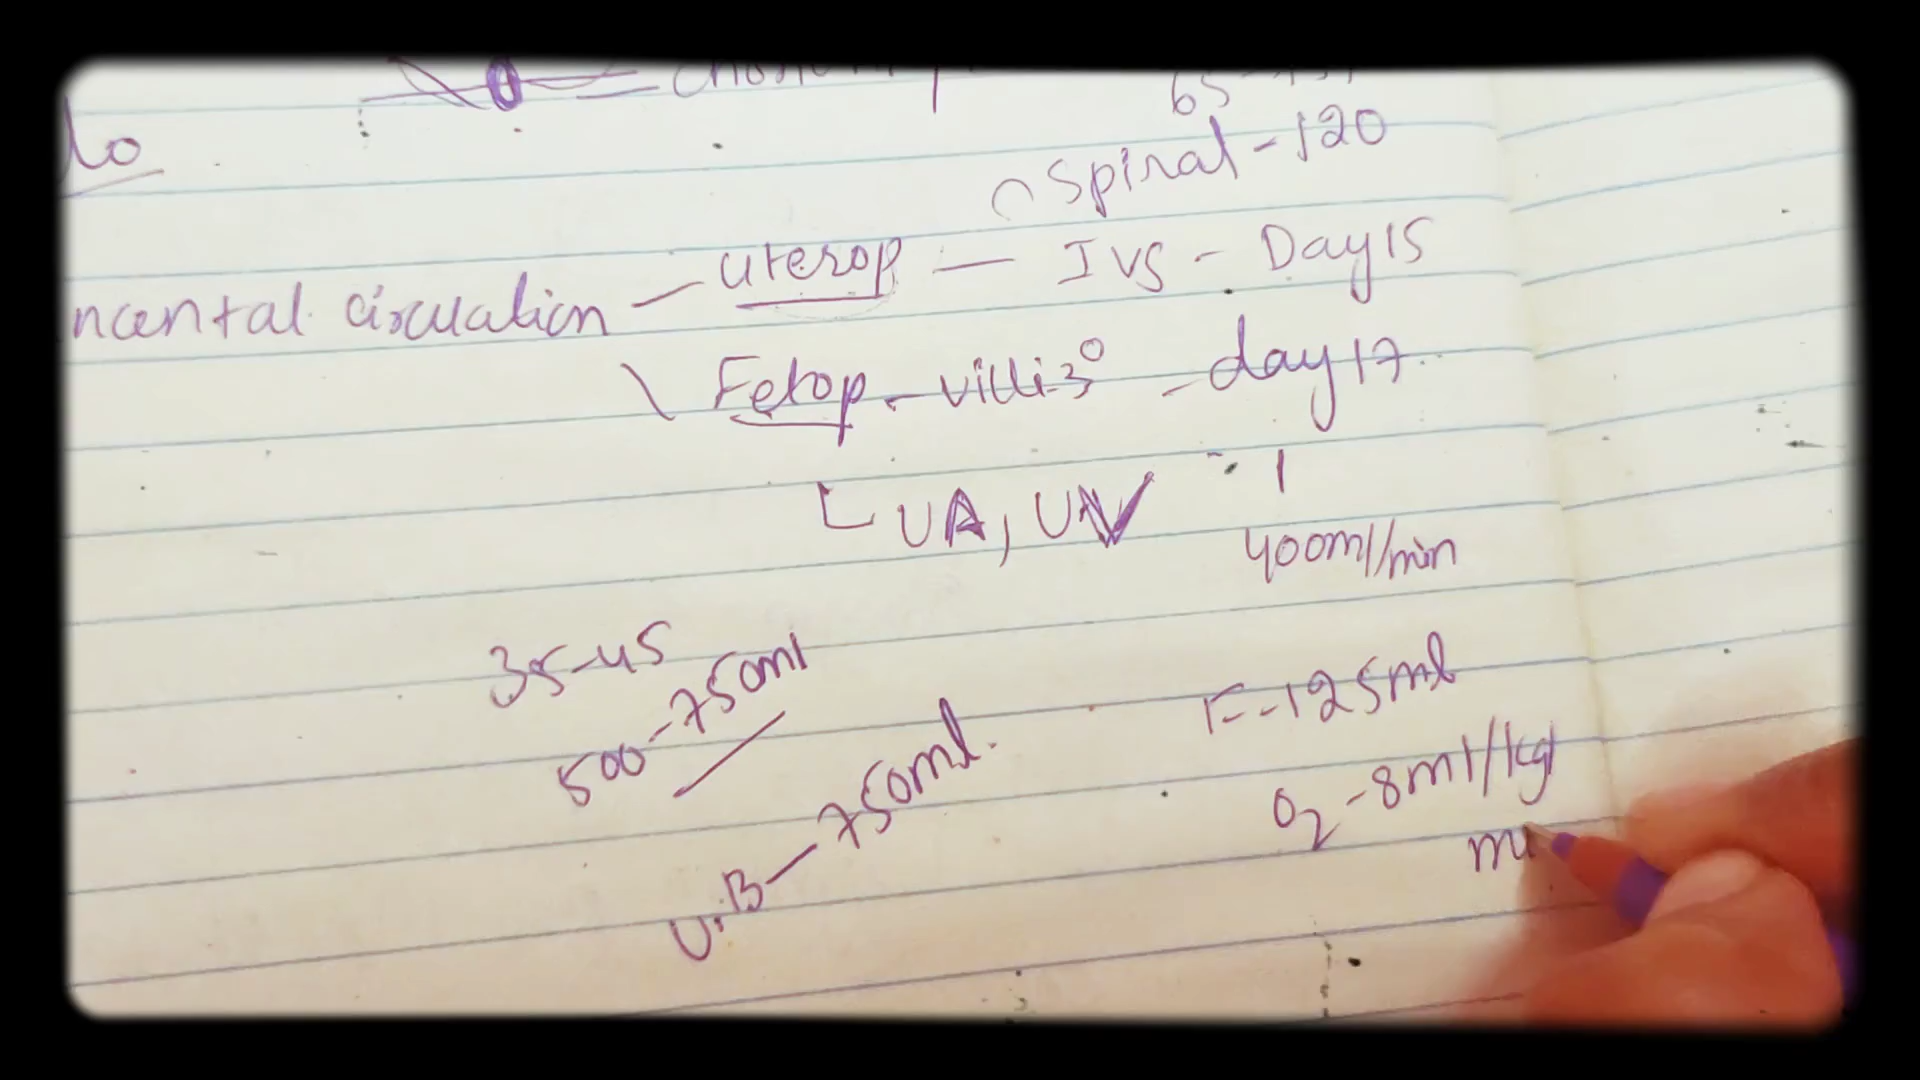 65
lo
Spiral - 120
ncental circulation - uterop - IVS - Day 15
Fetop - villi 3° - day 17
UA, UV
400ml/min
35-45
500-750ml
F - 125ml
U.B - 750ml.
O2 - 8ml/kg/